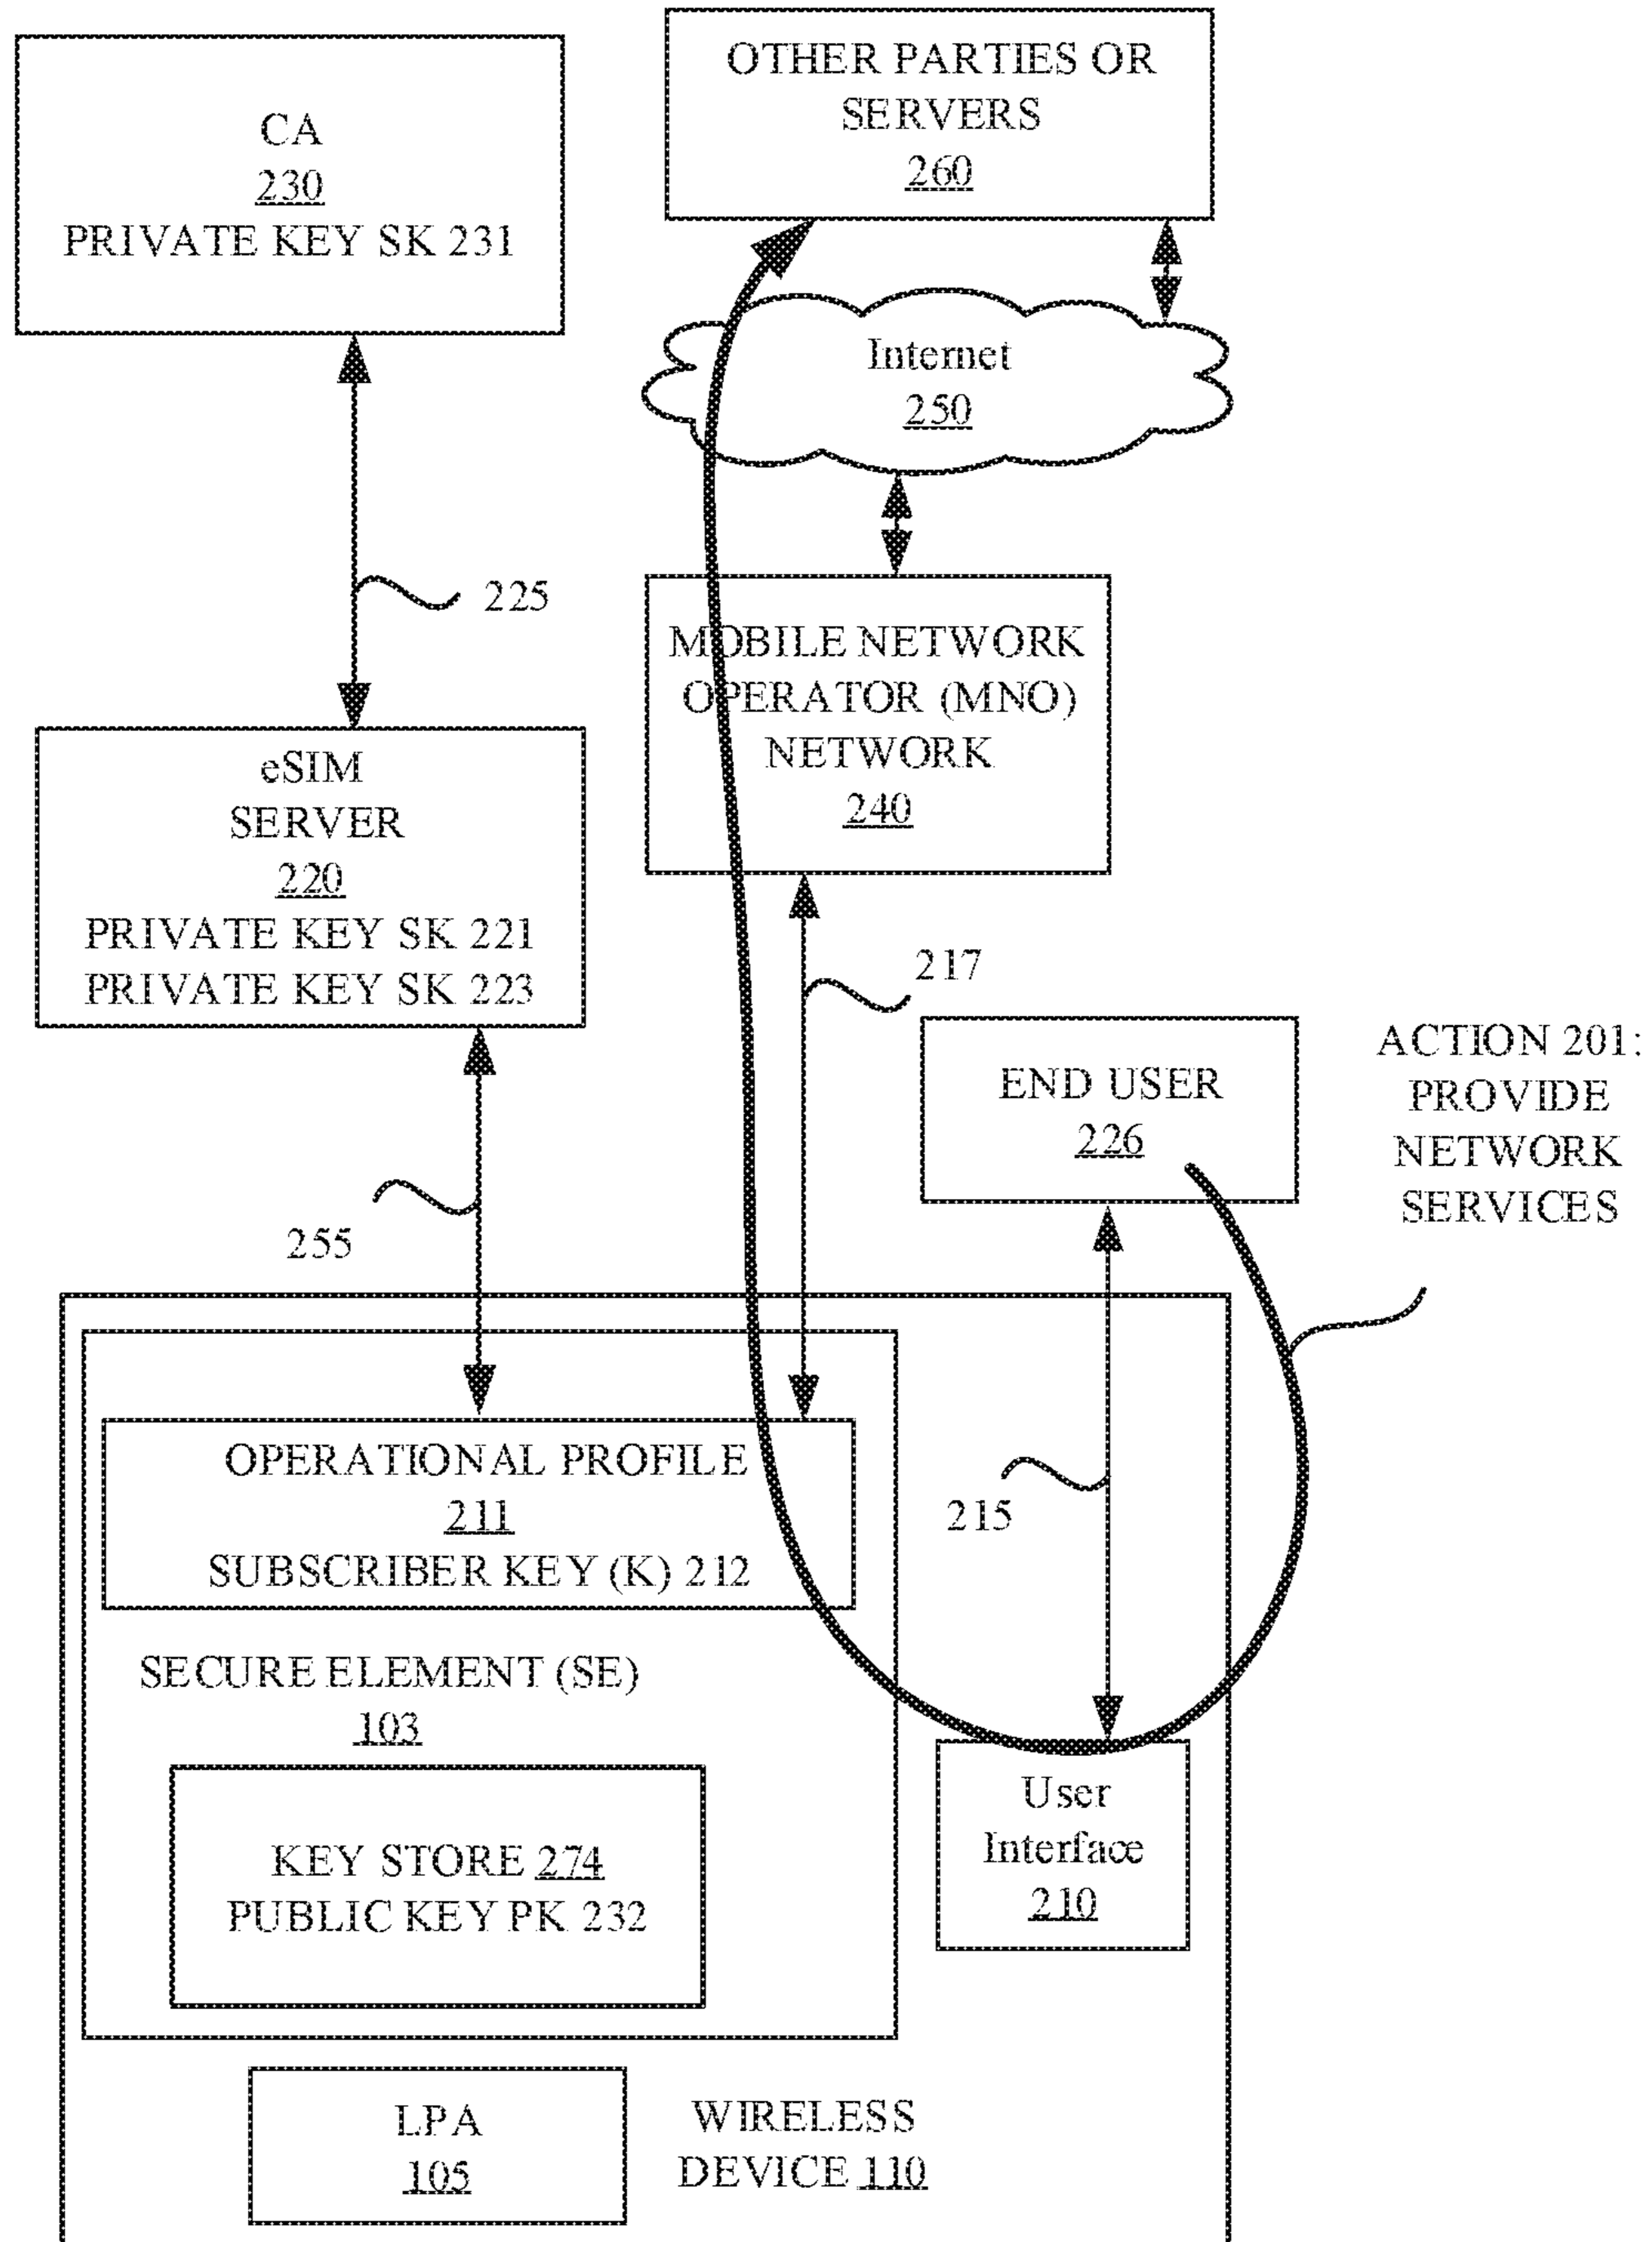 CA
230
PRIVATE KEY SK 231
OTHER PARTIES OR
SERVERS
260
Internet
250
225
MOBILE NETWORK
OPERATOR (MNO)
NETWORK
240
eSIM
SERVER
220
PRIVATE KEY SK 221
PRIVATE KEY SK 223
217
END USER
226
ACTION 201:
PROVIDE
NETWORK
SERVICES
255
OPERATIONAL PROFILE
211
SUBSCRIBER KEY (K) 212
215
SECURE ELEMENT (SE)
103
KEY STORE 274
PUBLIC KEY PK 232
User
Interface
210
LPA
105
WIRELESS
DEVICE 110